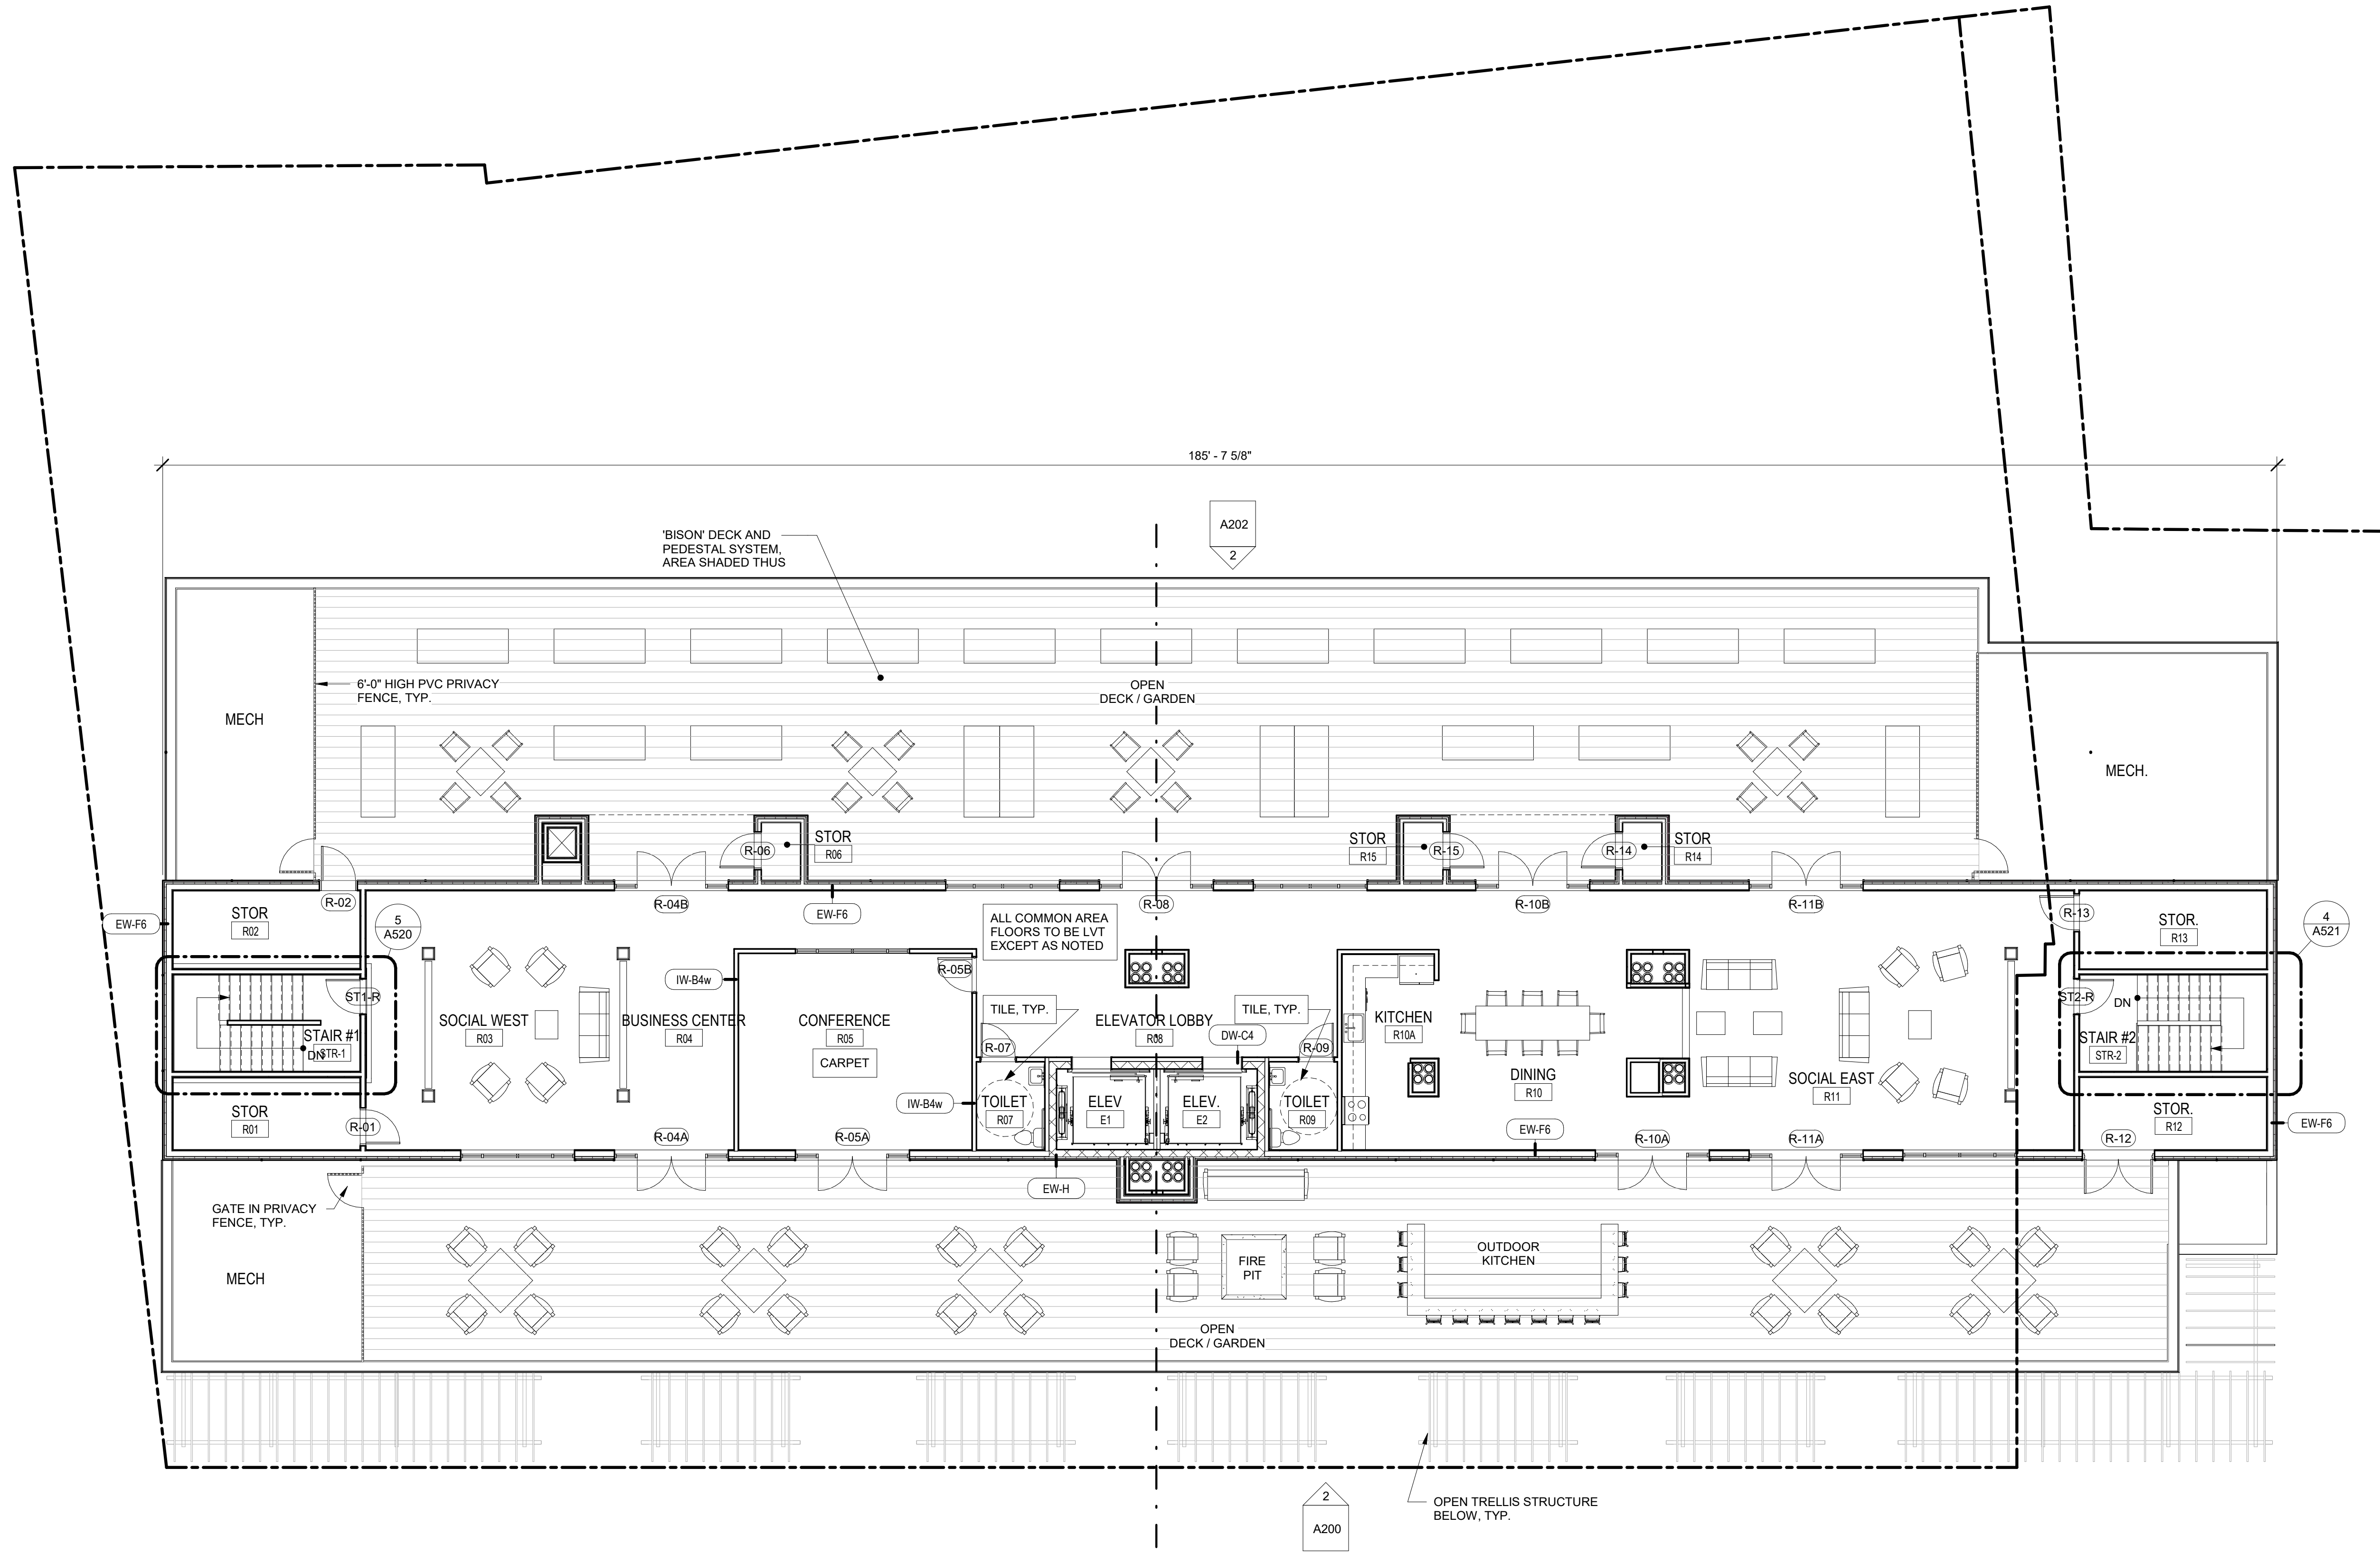 185' - 7 5/8"
A202
2
'BISON' DECK AND
PEDESTAL SYSTEM,
AREA SHADED THUS
6'-0" HIGH PVC PRIVACY
FENCE, TYP.
OPEN
DECK / GARDEN
MECH
MECH.
STOR
R06
R-06
STOR
R15
R-15
R-14
STOR
R14
R-02
R-04B
EW-F6
R-08
R-10B
R-11B
R-13
EW-F6
STOR
R02
5
A520
ALL COMMON AREA
FLOORS TO BE LVT
EXCEPT AS NOTED
STOR.
R13
4
A521
R-05B
IW-B4w
ST1-R
ST2-R
DN
TILE, TYP.
TILE, TYP.
SOCIAL WEST
R03
BUSINESS CENTER
R04
CONFERENCE
R05
CARPET
ELEVATOR LOBBY
R08
DW-C4
KITCHEN
R10A
STAIR #1
STR-1
DN
STAIR #2
STR-2
R-07
R-09
DINING
R10
SOCIAL EAST
R11
IW-B4w
TOILET
R07
ELEV
E1
ELEV.
E2
TOILET
R09
STOR
R01
R-01
STOR.
R12
EW-F6
EW-F6
R-04A
R-05A
R-10A
R-11A
R-12
EW-H
GATE IN PRIVACY
FENCE, TYP.
MECH
FIRE
PIT
OUTDOOR
KITCHEN
OPEN
DECK / GARDEN
2
A200
OPEN TRELLIS STRUCTURE
BELOW, TYP.